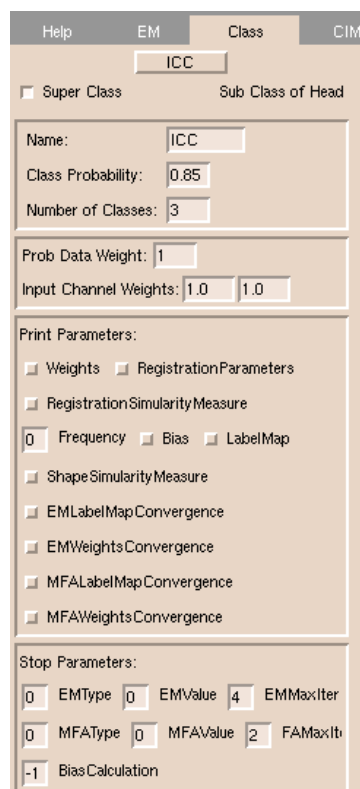 Help EM Class CIM
ICC
Super Class Sub Class of Head
Name: ICC
Class Probability: 0.85
Number of Classes: 3
Prob Data Weight: 1
Input Channel Weights: 1.0 1.0
Print Parameters:
Weights RegistrationParameters
RegistrationSimularityMeasure
0 Frequency Bias LabelMap
ShapeSimularityMeasure
EMLabelMapConvergence
EMWeightsConvergence
MFALabelMapConvergence
MFAWeightsConvergence
Stop Parameters:
0 EMType 0 EMValue 4 EMMaxIter
0 MFAType 0 MFAValue 2 FAMaxIt
-1 BiasCalculation